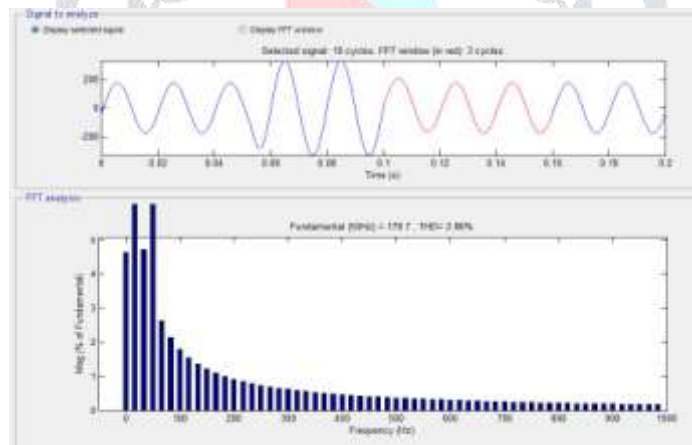 Signal to analyze
Display selected signal
Display FFT window
Selected signal: 10 cycles. FFT window (in red): 3 cycles
200
0
-200
0 0.02 0.04 0.06 0.08 0.1 0.12 0.14 0.16 0.18 0.2
Time (s)
FFT analysis
Fundamental (50Hz) = 178.7 , THD=
5
4
3
2
1
0
Mag (% of Fundamental)
0 100 200 300 400 500 600 700 800 900 1000
Frequency (Hz)